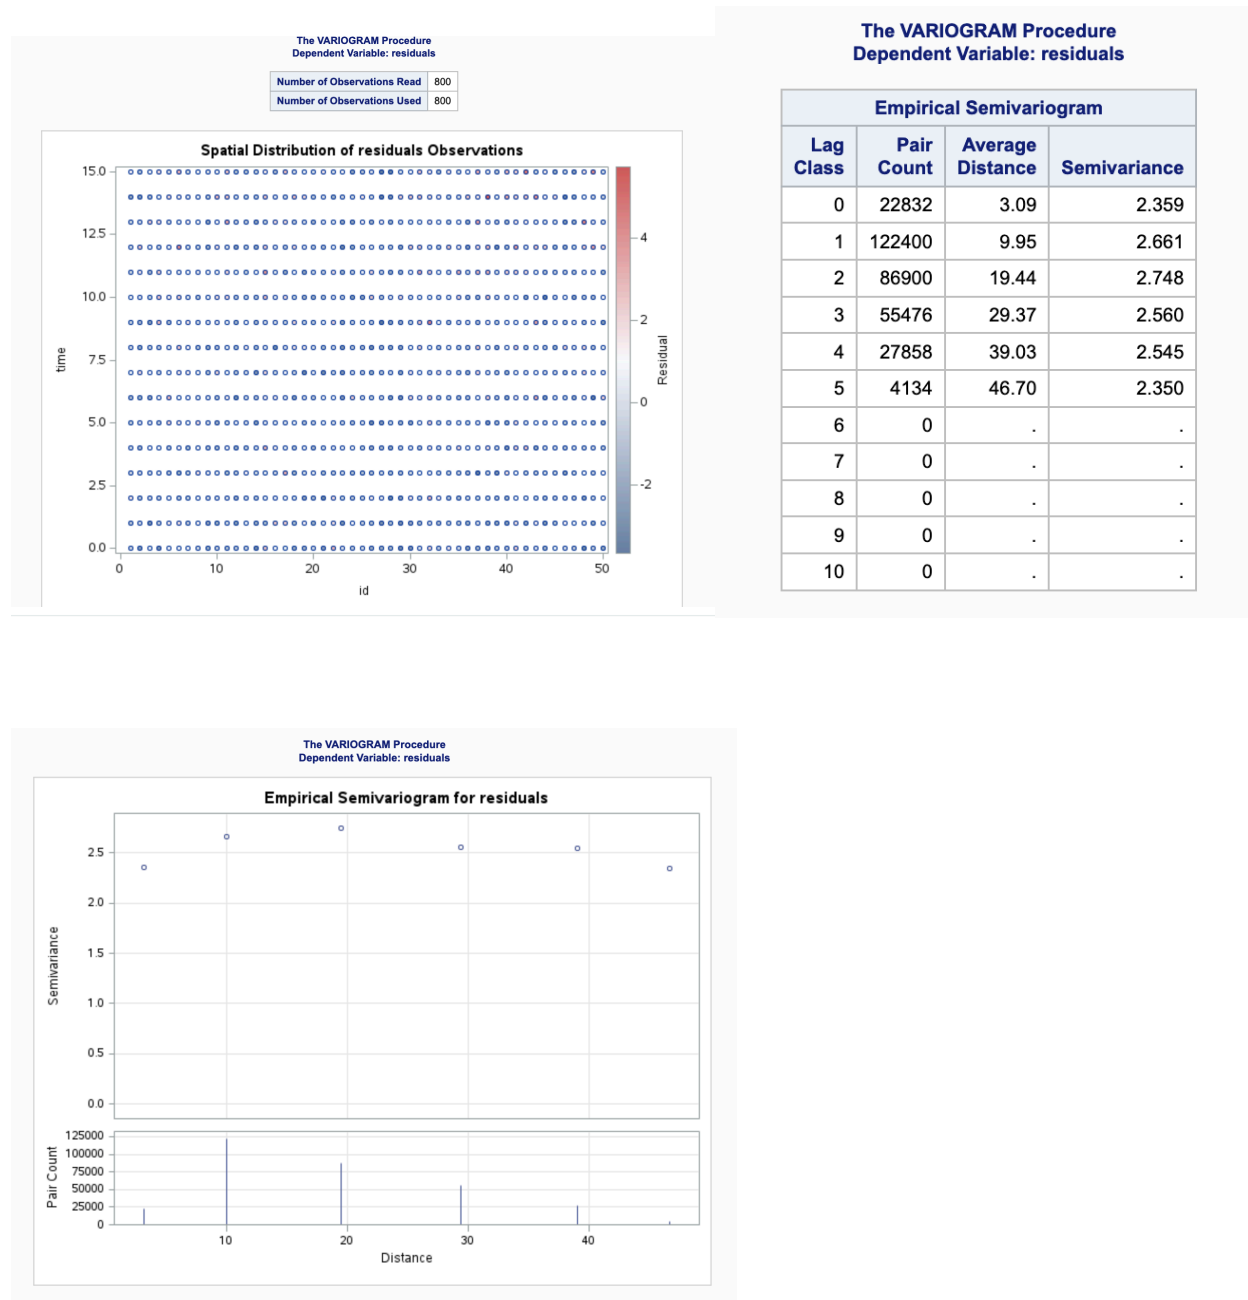 The VARIOGRAM Procedure
Dependent Variable: residuals
Number of Observations Read 800
Number of Observations Used 800
Spatial Distribution of residuals Observations
15.0
12.5
10.0
7.5
5.0
2.5
0.0
time
0 10 20 30 40 50
id
4
2
0
-2
Residual
The VARIOGRAM Procedure
Dependent Variable: residuals
Empirical Semivariogram
Lag Class Pair Count Average Distance Semivariance
0 22832 3.09 2.359
1 122400 9.95 2.661
2 86900 19.44 2.748
3 55476 29.37 2.560
4 27858 39.03 2.545
5 4134 46.70 2.350
6 0 . .
7 0 . .
8 0 . .
9 0 . .
10 0 . .
The VARIOGRAM Procedure
Dependent Variable: residuals
Empirical Semivariogram for residuals
2.5
2.0
1.5
1.0
0.5
0.0
Semivariance
125000
100000
75000
50000
25000
0
Pair Count
10 20 30 40
Distance